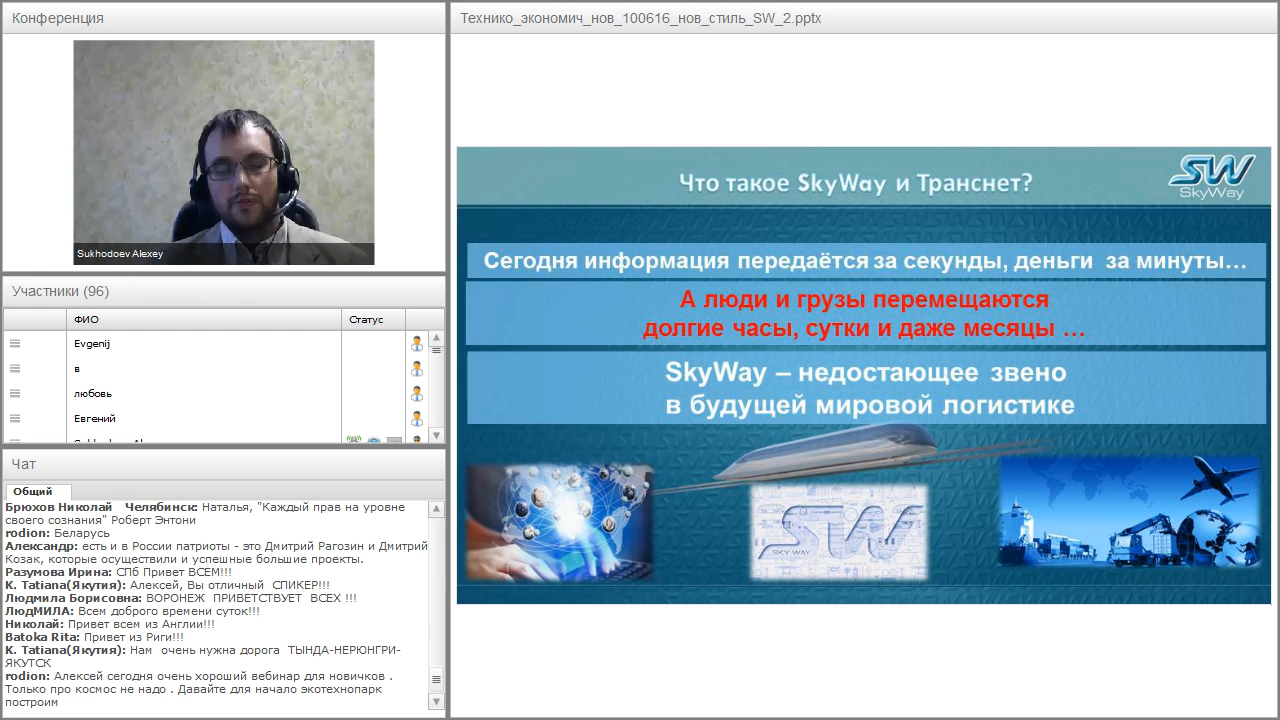 Конференция
Sukhodoev Alexey
Участники (96)
ФИО
Статус
Evgenij
в
любовь
Евгений
Чат
Общий
Брюхов Николай Челябинск: Наталья, "Каждый прав на уровне
своего сознания" Роберт Энтони
rodion: Беларусь
Александр: есть и в России патриоты - это Дмитрий Рагозин и Дмитрий
Козак, которые осуществили и успешные большие проекты.
Разумова Ирина: СПб Привет ВСЕМ!!!
K. Tatiana(Якутия): Алексей, Вы отличный СПИКЕР!!!
Людмила Борисовна: ВОРОНЕЖ ПРИВЕТСТВУЕТ ВСЕХ !!!
ЛюдМИЛА: Всем доброго времени суток!!!
Николай: Привет всем из Англии!!!
Batoka Rita: Привет из Риги!!!
K. Tatiana(Якутия): Нам очень нужна дорога ТЫНДА-НЕРЮНГРИ-
ЯКУТСК
rodion: Алексей сегодня очень хороший вебинар для новичков .
Только про космос не надо . Давайте для начало экотехнопарк
построим
Технико_экономич_нов_100616_нов_стиль_SW_2.pptx
Что такое SkyWay и Транснет?
SW
SkyWay
Сегодня информация передаётся за секунды, деньги за минуты…
А люди и грузы перемещаются
долгие часы, сутки и даже месяцы …
SkyWay – недостающее звено
в будущей мировой логистике
SW
SKY WAY